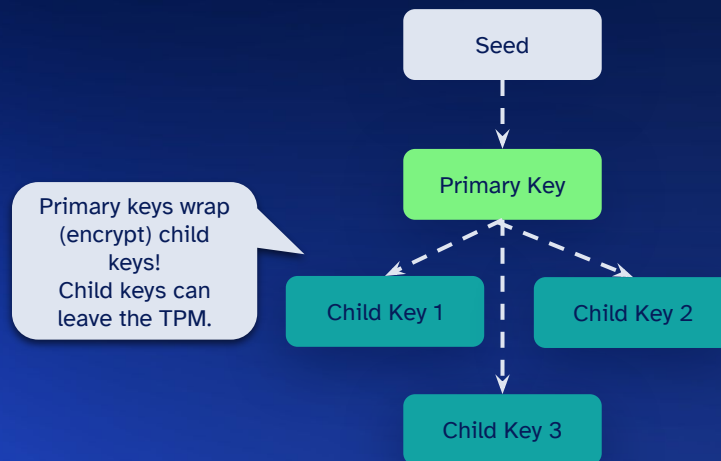 Seed
Primary Key
Primary keys wrap
(encrypt) child
keys!
Child keys can
leave the TPM.
Child Key 1
Child Key 2
Child Key 3